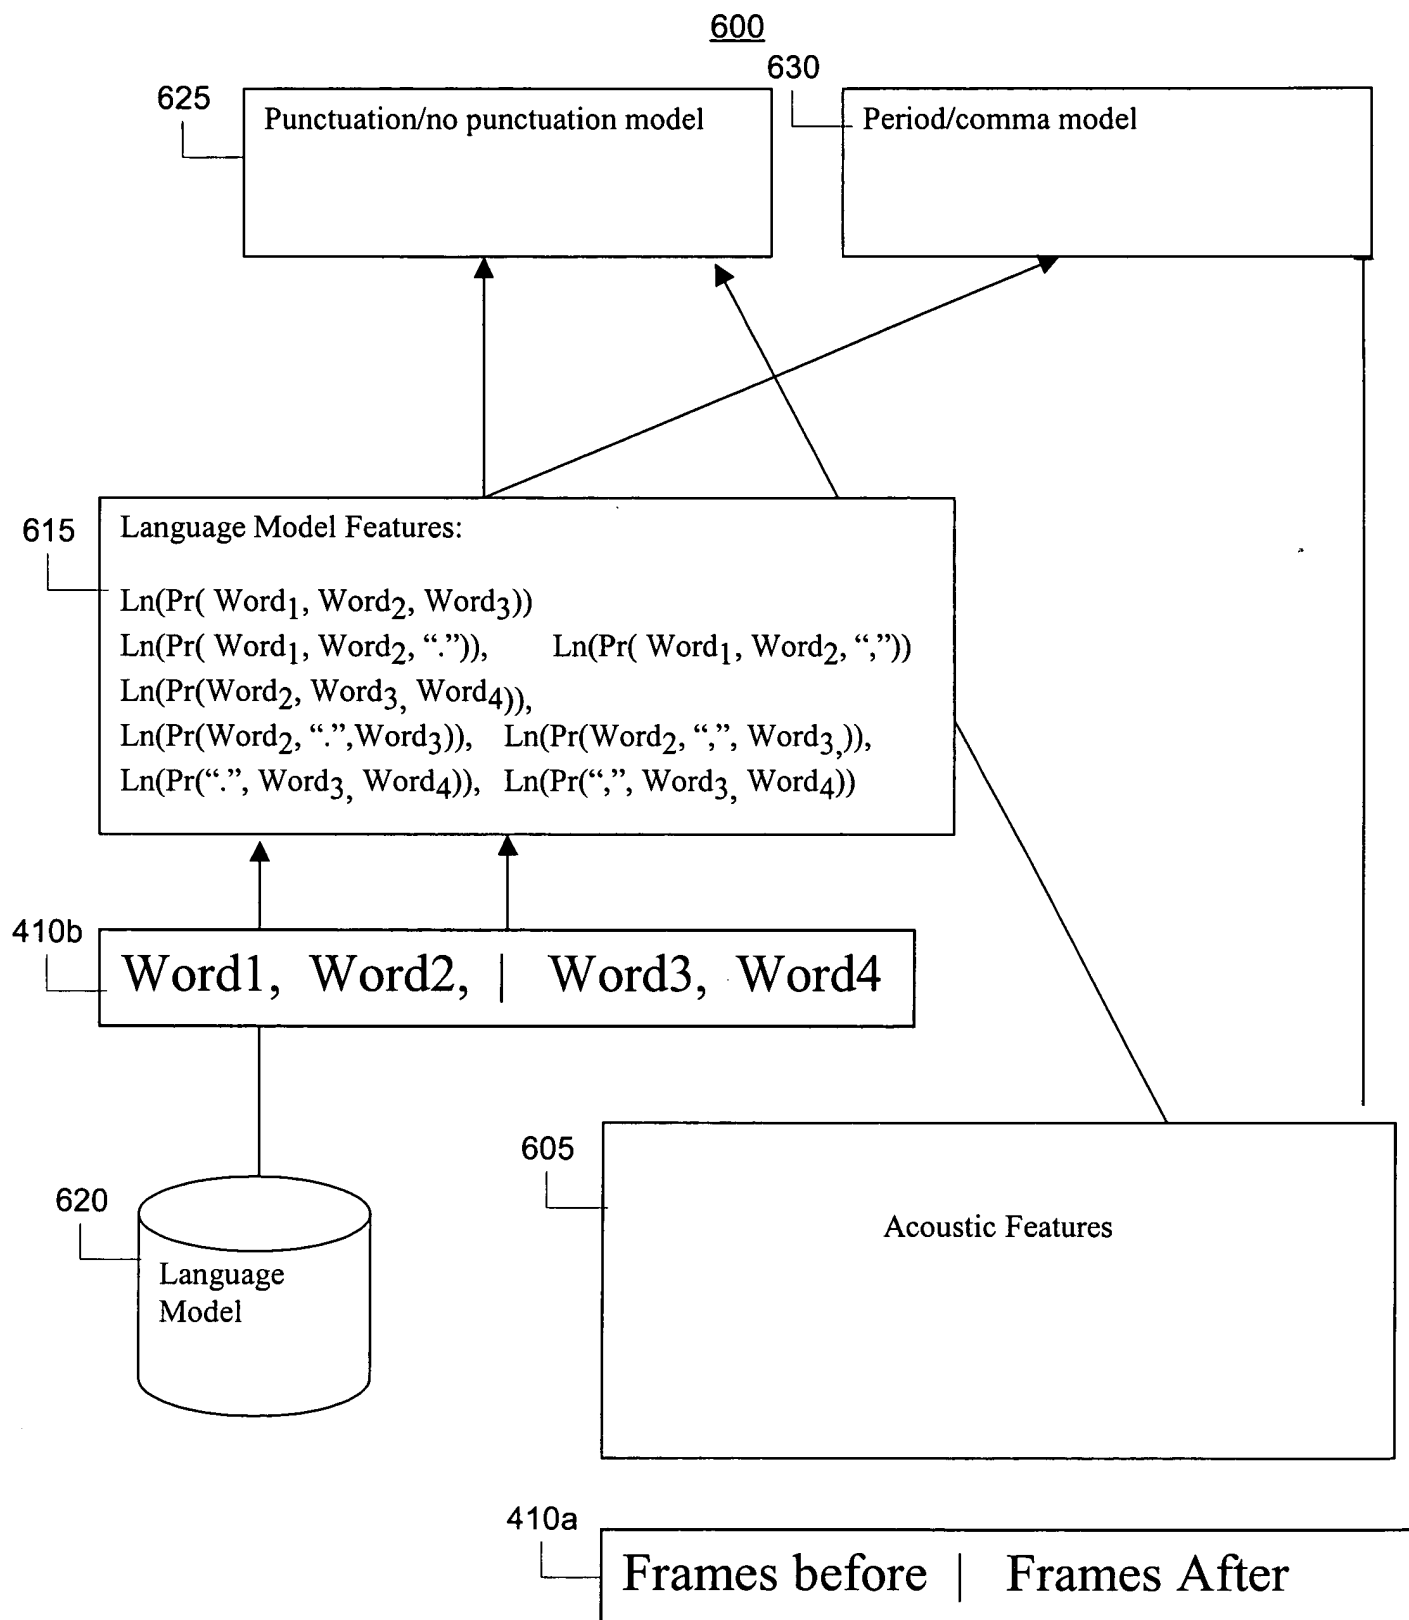 600
625
630
Punctuation/no punctuation model
Period/comma model
615
Language Model Features:
Ln(Pr( Word1, Word2, Word3))
Ln(Pr( Word1, Word2, “.”)), Ln(Pr( Word1, Word2, “,”))
Ln(Pr(Word2, Word3, Word4)),
Ln(Pr(Word2, “.”,Word3)), Ln(Pr(Word2, “,”, Word3,)),
Ln(Pr(“.”, Word3, Word4)), Ln(Pr(“,”, Word3, Word4))
410b
Word1, Word2, | Word3, Word4
605
620
Acoustic Features
Language
Model
410a
Frames before | Frames After